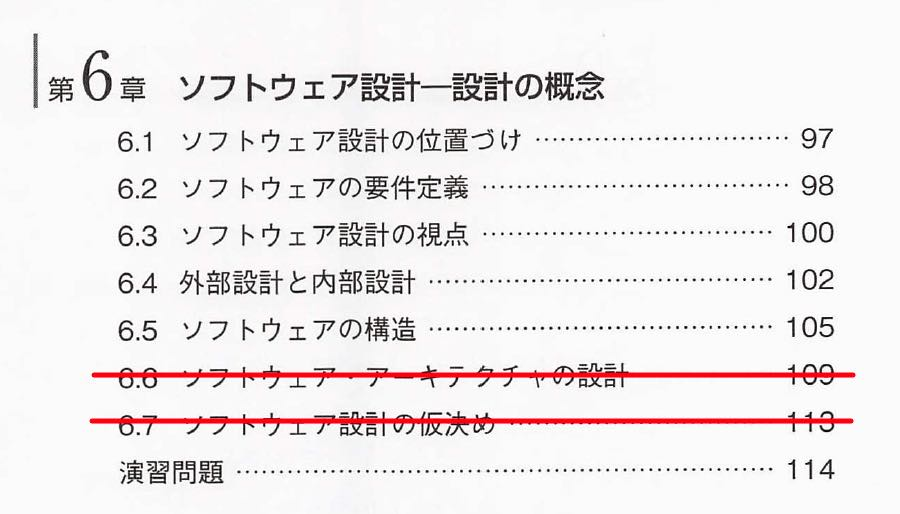 第6章 ソフトウェア設計―設計の概念
6.1 ソフトウェア設計の位置づけ ………………………… 97
6.2 ソフトウェアの要件定義 ……………………………… 98
6.3 ソフトウェア設計の視点 ……………………………… 100
6.4 外部設計と内部設計 …………………………………… 102
6.5 ソフトウェアの構造 …………………………………… 105
6.6 ソフトウェア・アーキテクチャの設計 109
6.7 ソフトウェア設計の仮決め …………………………… 113
演習問題 ……………………………………………………… 114